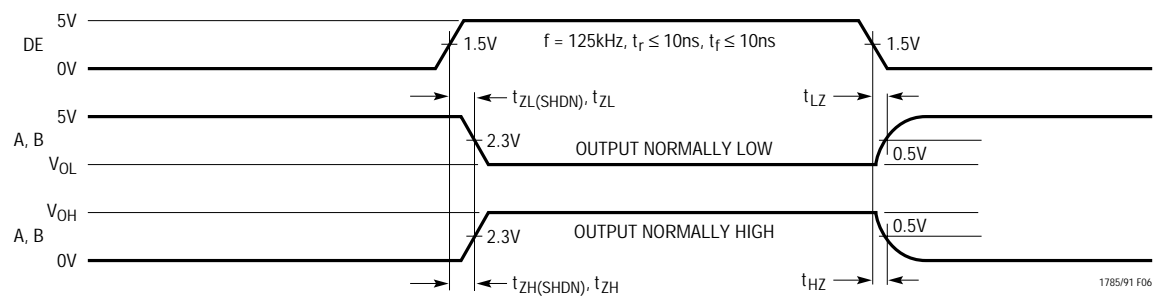 5V
DE
0V
1.5V
f = 125kHz, tr ≤ 10ns, tf ≤ 10ns
1.5V
tZL(SHDN), tZL
tLZ
5V
A, B
VOL
2.3V
OUTPUT NORMALLY LOW
0.5V
VOH
A, B
0V
2.3V
OUTPUT NORMALLY HIGH
0.5V
tZH(SHDN), tZH
tHZ
1785/91 F06